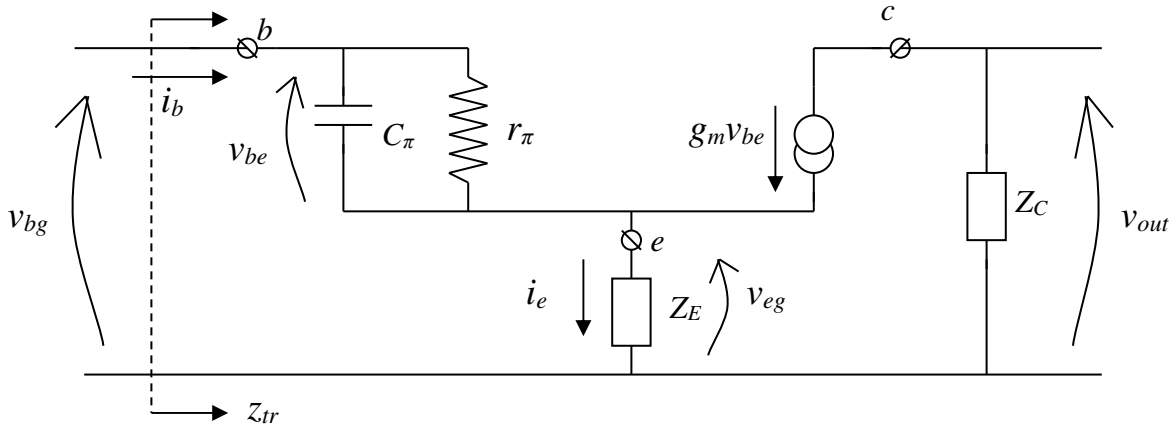 c
b
i_b
C_π
r_π
g_m v_be
v_be
v_bg
Z_C
v_out
e
i_e
Z_E
v_eg
z_tr